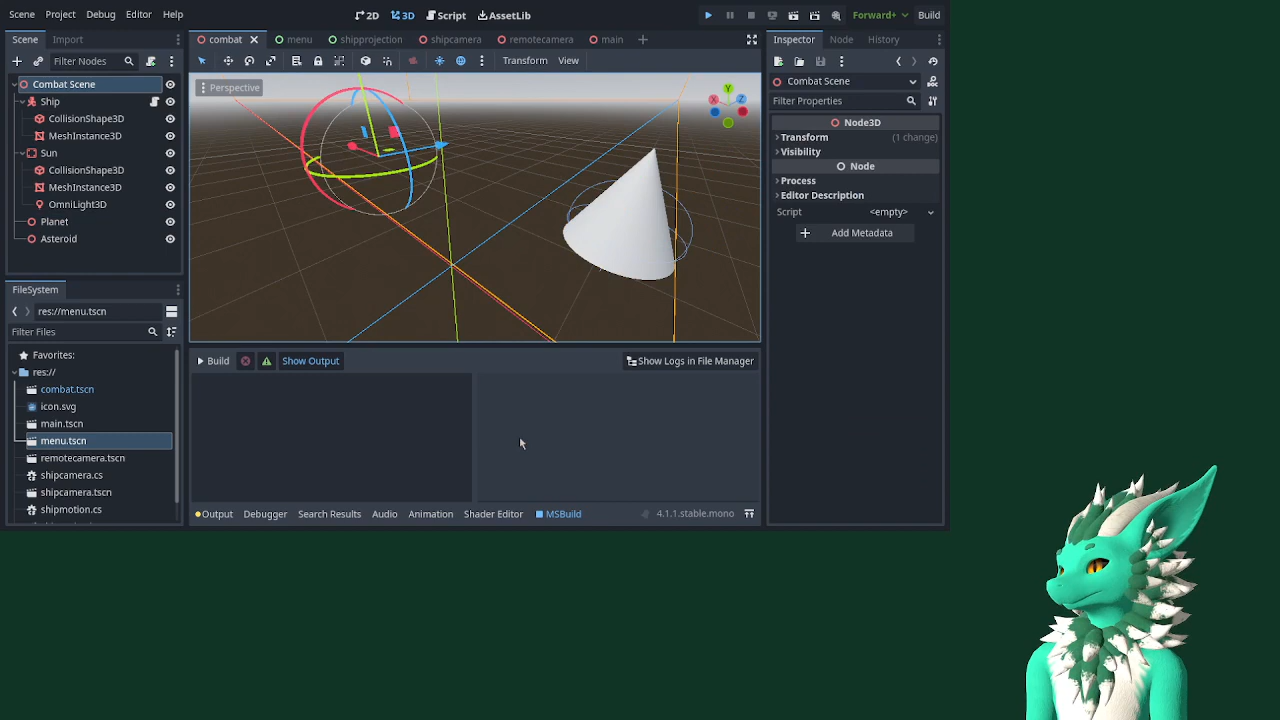 Scene Project Debug Editor Help
2D 3D Script AssetLib
Forward+ Build
Scene Import
Filter Nodes
Combat Scene
Ship
CollisionShape3D
MeshInstance3D
Sun
CollisionShape3D
MeshInstance3D
OmniLight3D
Planet
Asteroid
FileSystem
res://menu.tscn
Filter Files
Favorites:
res://
combat.tscn
icon.svg
main.tscn
menu.tscn
remotecamera.tscn
shipcamera.cs
shipcamera.tscn
shipmotion.cs
combat menu shipprojection shipcamera remotecamera main
Transform View
Perspective
Y
X Z
Build Show Output Show Logs in File Manager
Output Debugger Search Results Audio Animation Shader Editor MSBuild 4.1.1.stable.mono
Inspector Node History
Combat Scene
Filter Properties
Node3D
Transform (1 change)
Visibility
Node
Process
Editor Description
Script <empty>
Add Metadata